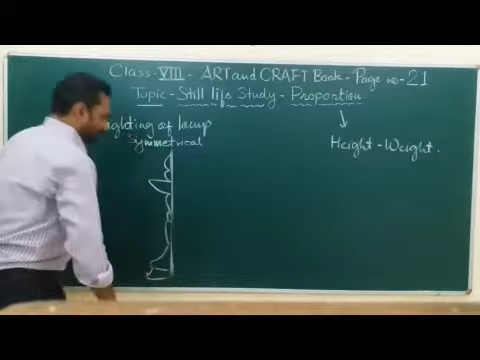 Class - VIII - ART and CRAFT Book - Page no - 21
Topic - Still life Study - Proportion
ghting of lamp
Symmetrical
Height - Weight.